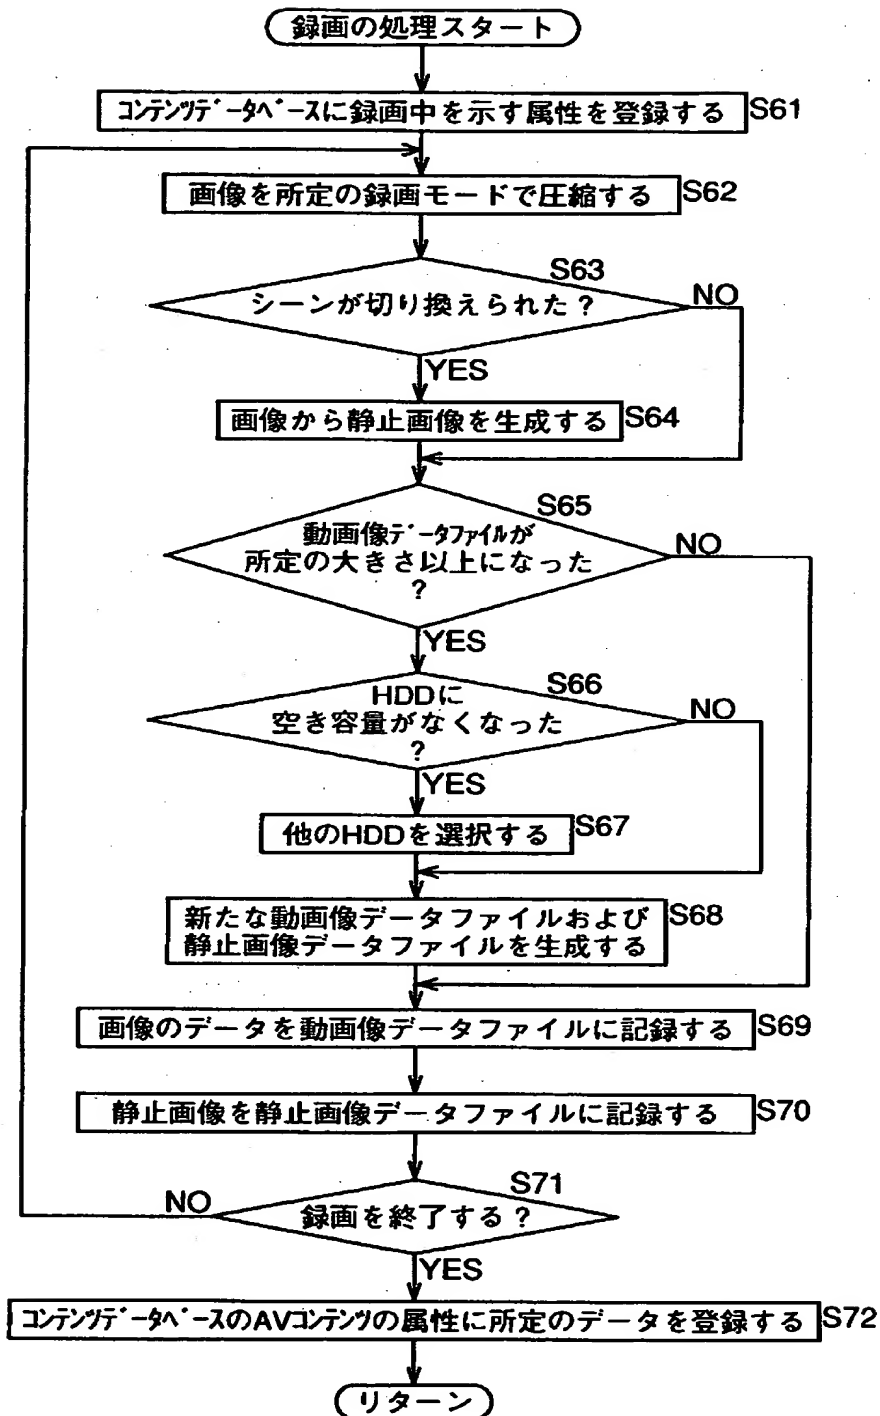 録画の処理スタート
コンテンツデータベースに録画中を示す属性を登録する S61
画像を所定の録画モードで圧縮する S62
S63
シーンが切り換えられた？ NO
YES
画像から静止画像を生成する S64
S65
動画像データファイルが
所定の大きさ以上になった NO
？
YES
S66
HDDに
空き容量がなくなった NO
？
YES
他のHDDを選択する S67
新たな動画像データファイルおよび S68
静止画像データファイルを生成する
画像のデータを動画像データファイルに記録する S69
静止画像を静止画像データファイルに記録する S70
S71
NO 録画を終了する？
YES
コンテンツデータベースのAVコンテンツの属性に所定のデータを登録する S72
リターン